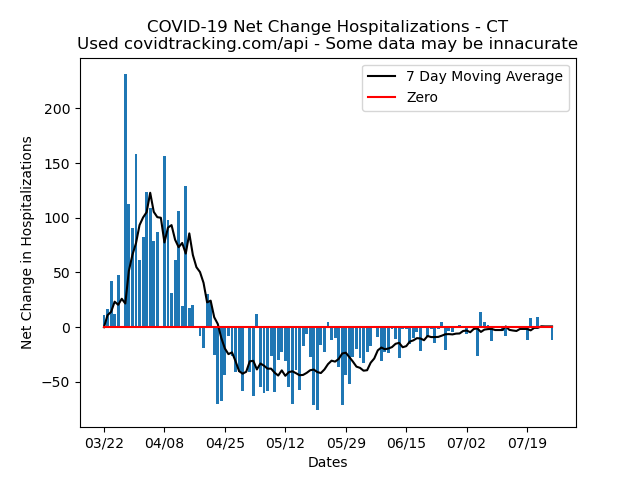 COVID-19 Net Change Hospitalizations - CT
Used covidtracking.com/api - Some data may be innacurate
7 Day Moving Average
Zero
Net Change in Hospitalizations
200
150
100
50
0
−50
03/22 04/08 04/25 05/12 05/29 06/15 07/02 07/19
Dates